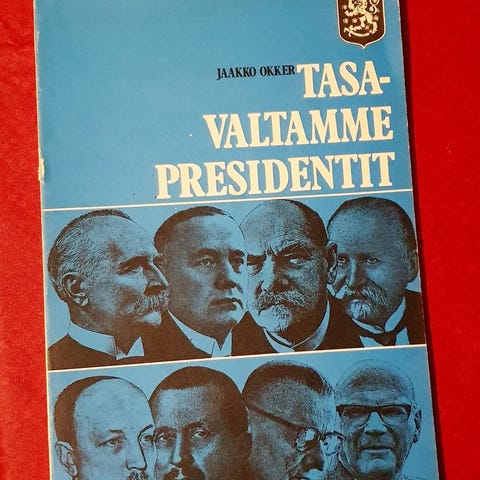 JAAKKO OKKER TASA-
VALTAMME
PRESIDENTIT